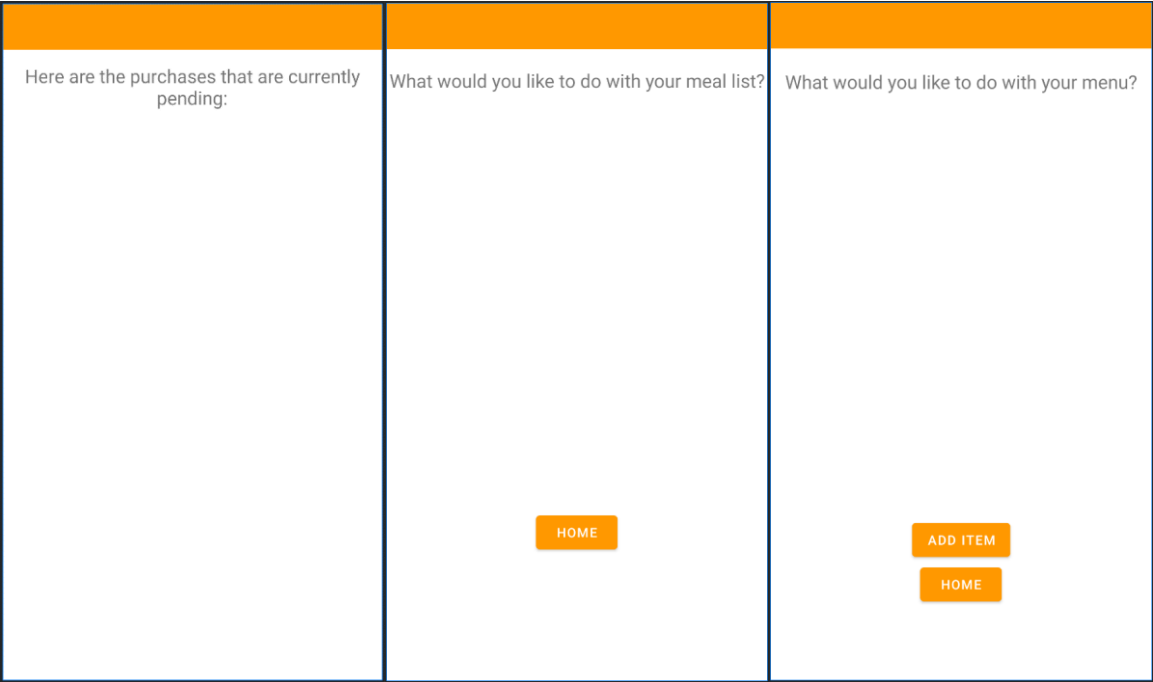 Here are the purchases that are currently
pending:
What would you like to do with your meal list?
HOME
What would you like to do with your menu?
ADD ITEM
HOME